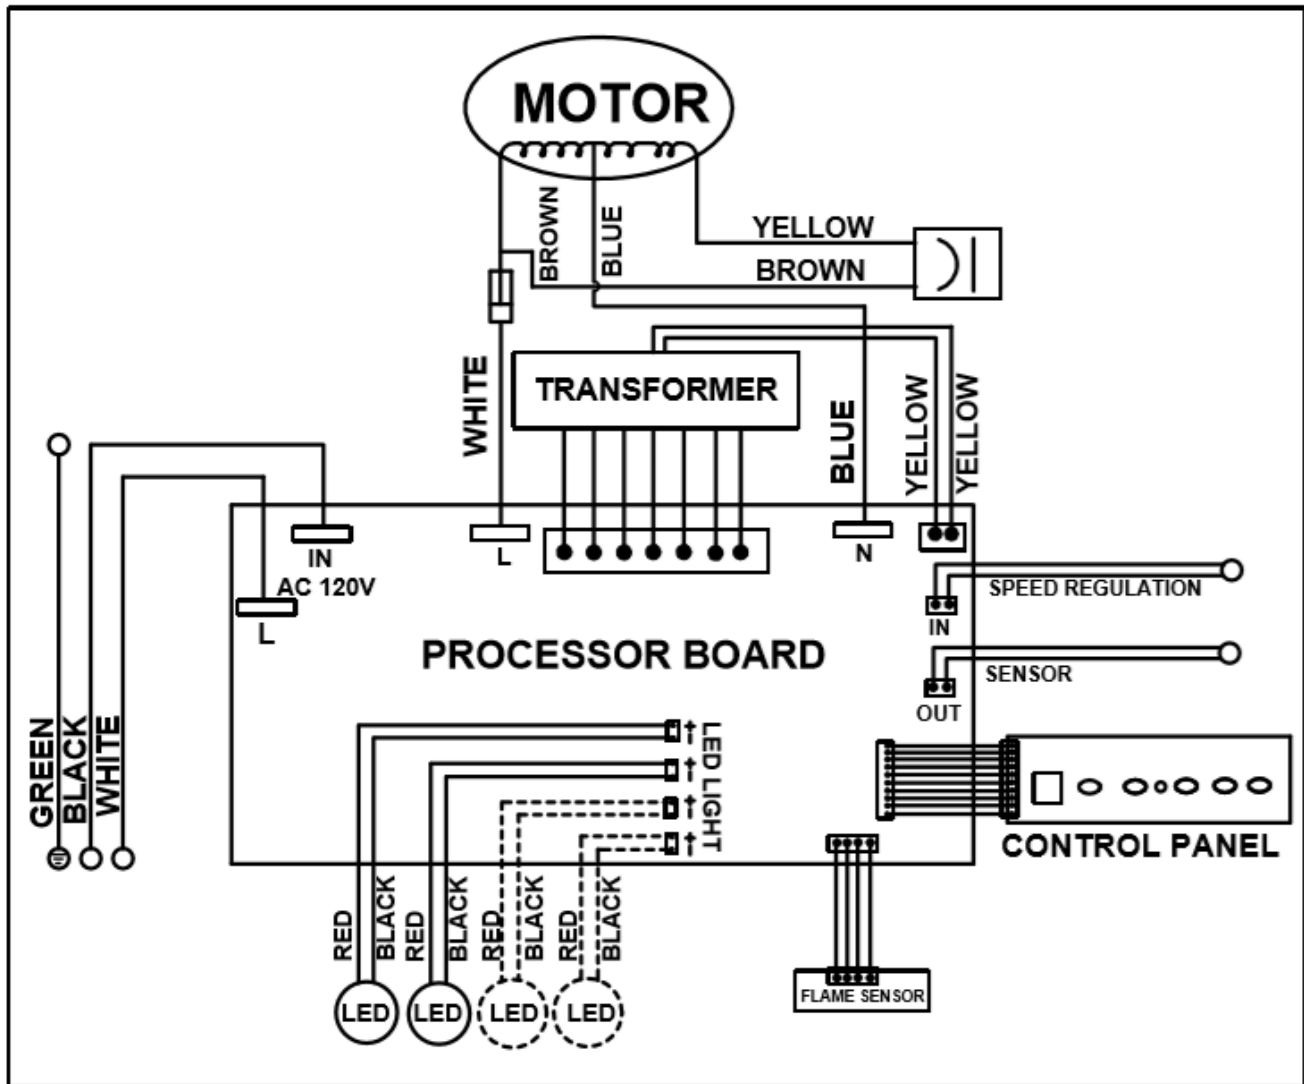 MOTOR
BROWN
BLUE
YELLOW
BROWN
WHITE
TRANSFORMER
BLUE
YELLOW
YELLOW
IN
AC 120V
L
L
N
SPEED REGULATION
IN
PROCESSOR BOARD
SENSOR
OUT
GREEN
BLACK
WHITE
+ -
+ -
+ -
+ -
LED LIGHT
CONTROL PANEL
RED
BLACK
RED
BLACK
RED
BLACK
RED
BLACK
LED
LED
LED
LED
FLAME SENSOR